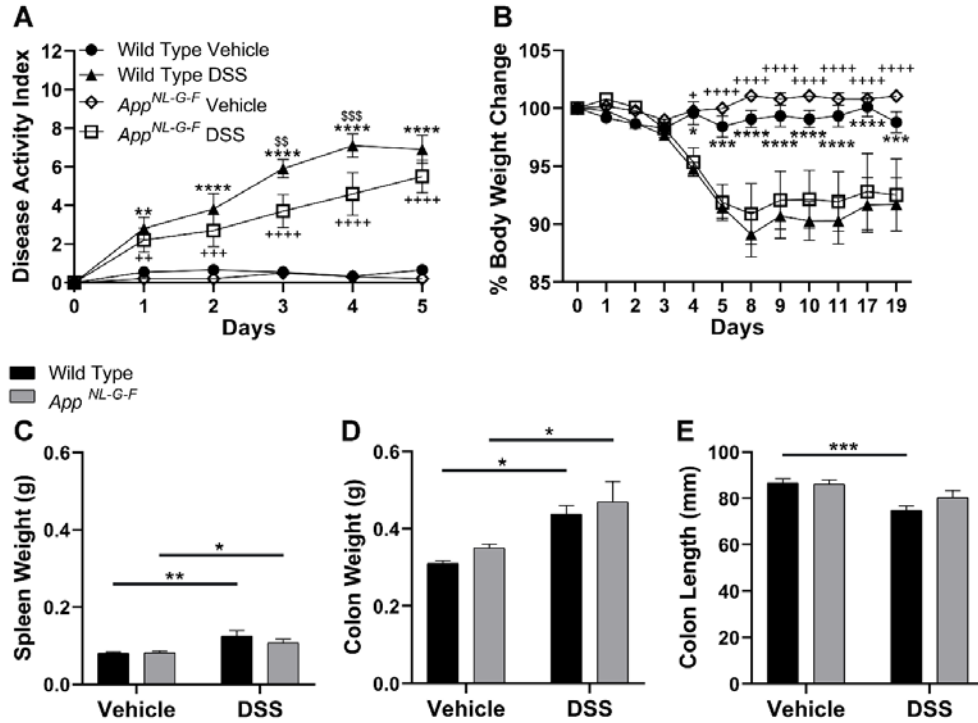 A
Disease Activity Index
12
10
8
6
4
2
0
Wild Type Vehicle
Wild Type DSS
App^NL-G-F Vehicle
App^NL-G-F DSS
** **** $$ **** $$$ **** ****
++ +++ ++++ ++++ ++++
0 1 2 3 4 5
Days
B
% Body Weight Change
105
100
95
90
85
+ ++++ ++++ ++++ ++++ ++++ ++++ ++++
* *** **** **** **** **** **** ***
0 1 2 3 4 5 8 9 10 11 17 19
Days
Wild Type
App ^NL-G-F
C
Spleen Weight (g)
0.6
0.4
0.2
0.0
*
**
Vehicle DSS
D
Colon Weight (g)
0.6
0.4
0.2
0.0
*
*
Vehicle DSS
E
Colon Length (mm)
100
80
60
40
20
0
***
Vehicle DSS